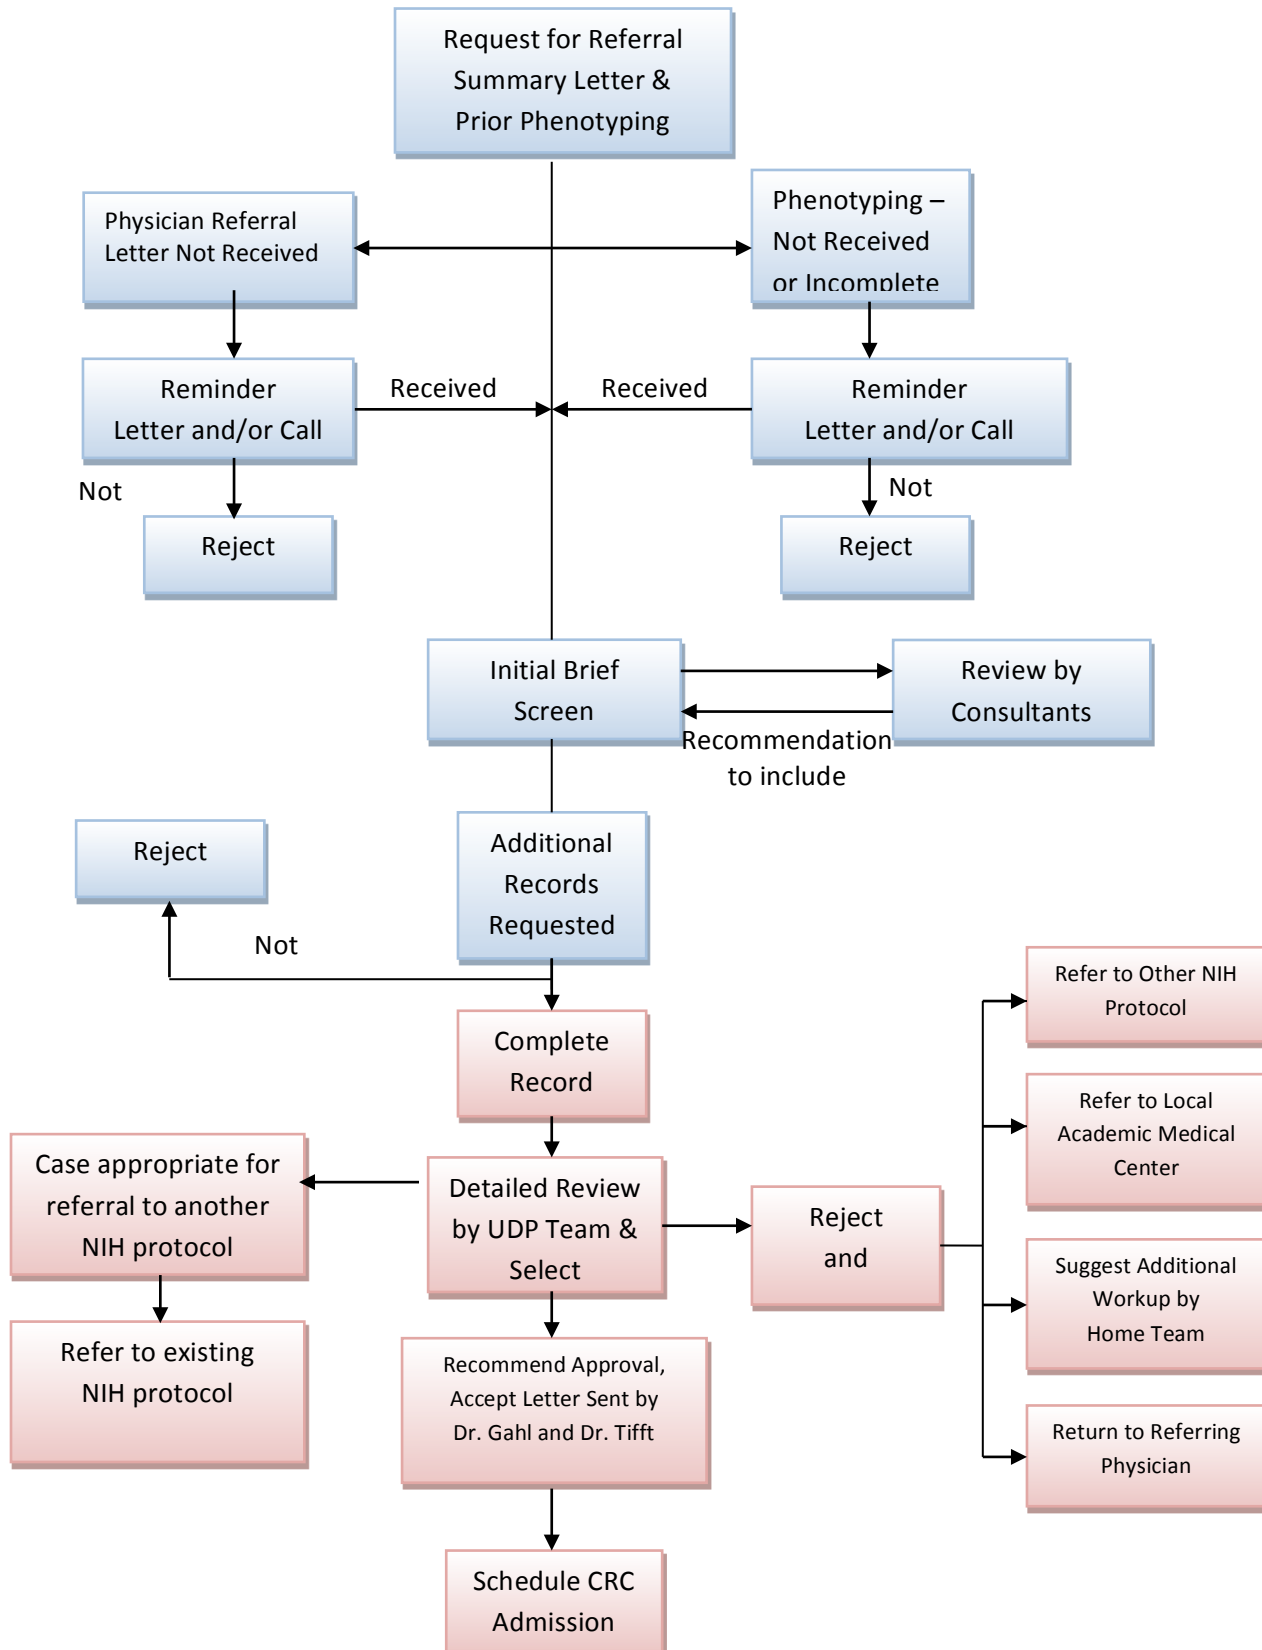 Request for Referral
Summary Letter &
Prior Phenotyping
Physician Referral
Letter Not Received
Phenotyping –
Not Received
or Incomplete
Reminder
Letter and/or Call
Received
Received
Reminder
Letter and/or Call
Not
Not
Reject
Reject
Initial Brief
Screen
Review by
Consultants
Recommendation
to include
Reject
Additional
Records
Requested
Not
Complete
Record
Refer to Other NIH
Protocol
Refer to Local
Academic Medical
Center
Case appropriate for
referral to another
NIH protocol
Detailed Review
by UDP Team &
Select
Reject
and
Suggest Additional
Workup by
Home Team
Refer to existing
NIH protocol
Recommend Approval,
Accept Letter Sent by
Dr. Gahl and Dr. Tifft
Return to Referring
Physician
Schedule CRC
Admission